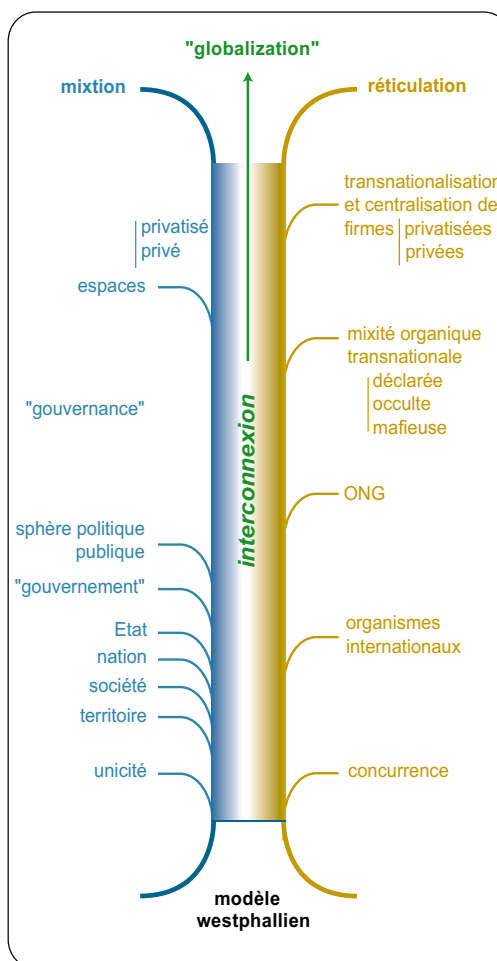 "globalization"
mixtion
réticulation
transnationalisation
et centralisation de
firmes privatisées
privées
privatisé
privé
espaces
mixité organique
transnationale
déclarée
occulte
mafieuse
"gouvernance"
interconnexion
ONG
sphère politique
publique
"gouvernement"
Etat
nation
société
territoire
unicité
organismes
internationaux
concurrence
modèle
westphallien